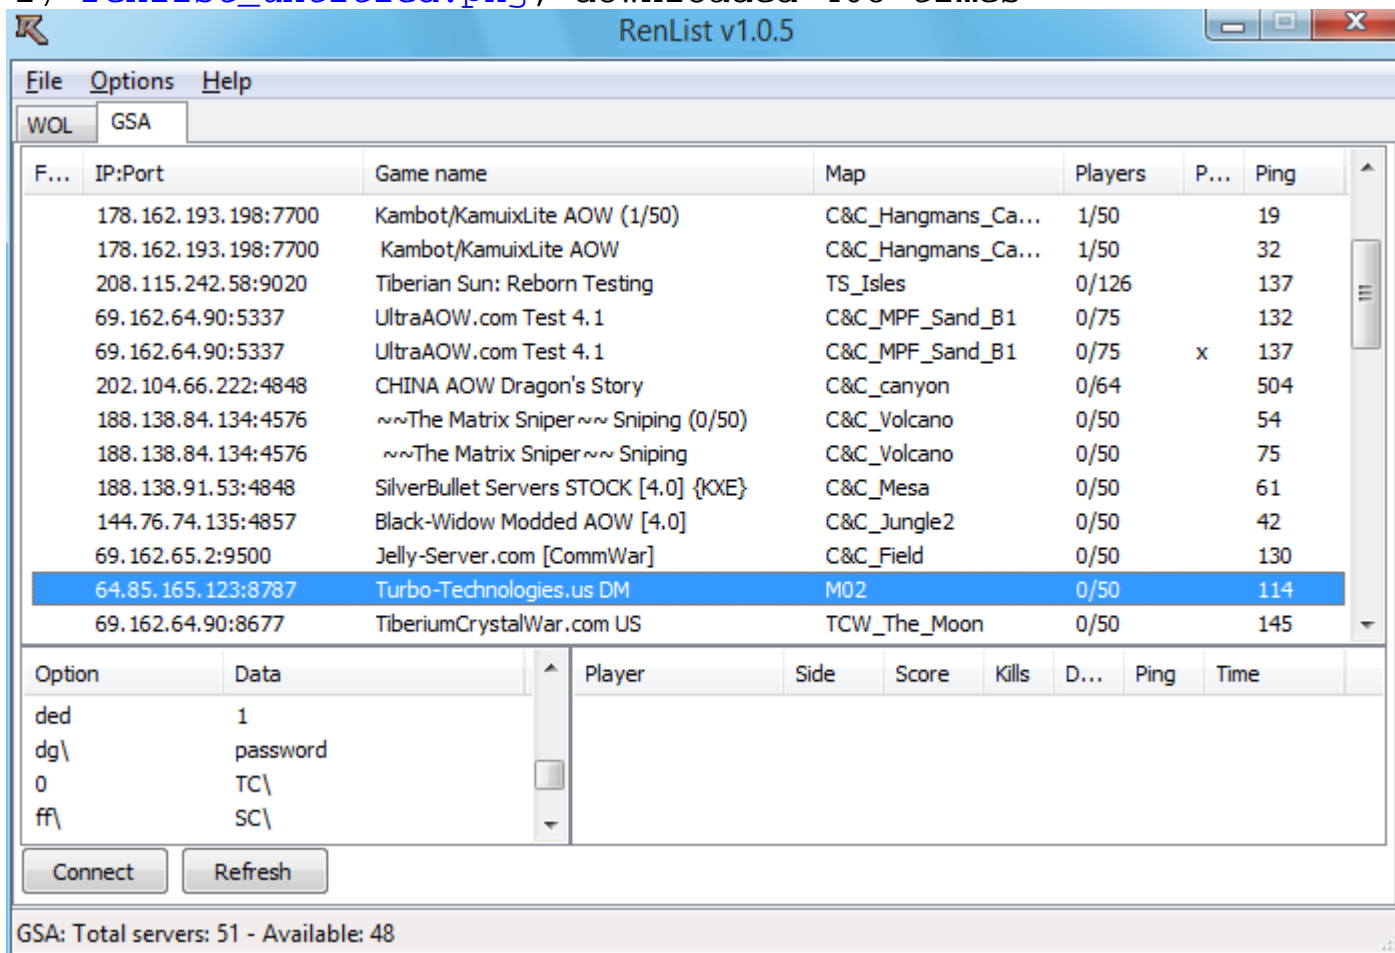 RenList v1.0.5
File Options Help
WOL GSA
F... IP:Port Game name Map Players P... Ping
178.162.193.198:7700 Kambot/KamuixLite AOW (1/50) C&C_Hangmans_Ca... 1/50 19
178.162.193.198:7700 Kambot/KamuixLite AOW C&C_Hangmans_Ca... 1/50 32
208.115.242.58:9020 Tiberian Sun: Reborn Testing TS_Isles 0/126 137
69.162.64.90:5337 UltraAOW.com Test 4.1 C&C_MPF_Sand_B1 0/75 132
69.162.64.90:5337 UltraAOW.com Test 4.1 C&C_MPF_Sand_B1 0/75 x 137
202.104.66.222:4848 CHINA AOW Dragon's Story C&C_canyon 0/64 504
188.138.84.134:4576 ~~The Matrix Sniper~~ Sniping (0/50) C&C_Volcano 0/50 54
188.138.84.134:4576 ~~The Matrix Sniper~~ Sniping C&C_Volcano 0/50 75
188.138.91.53:4848 SilverBullet Servers STOCK [4.0] {KXE} C&C_Mesa 0/50 61
144.76.74.135:4857 Black-Widow Modded AOW [4.0] C&C_Jungle2 0/50 42
69.162.65.2:9500 Jelly-Server.com [CommWar] C&C_Field 0/50 130
64.85.165.123:8787 Turbo-Technologies.us DM M02 0/50 114
69.162.64.90:8677 TiberiumCrystalWar.com US TCW_The_Moon 0/50 145
Option Data Player Side Score Kills D... Ping Time
ded 1
dg\ password
0 TC\
ff\ SC\
Connect Refresh
GSA: Total servers: 51 - Available: 48